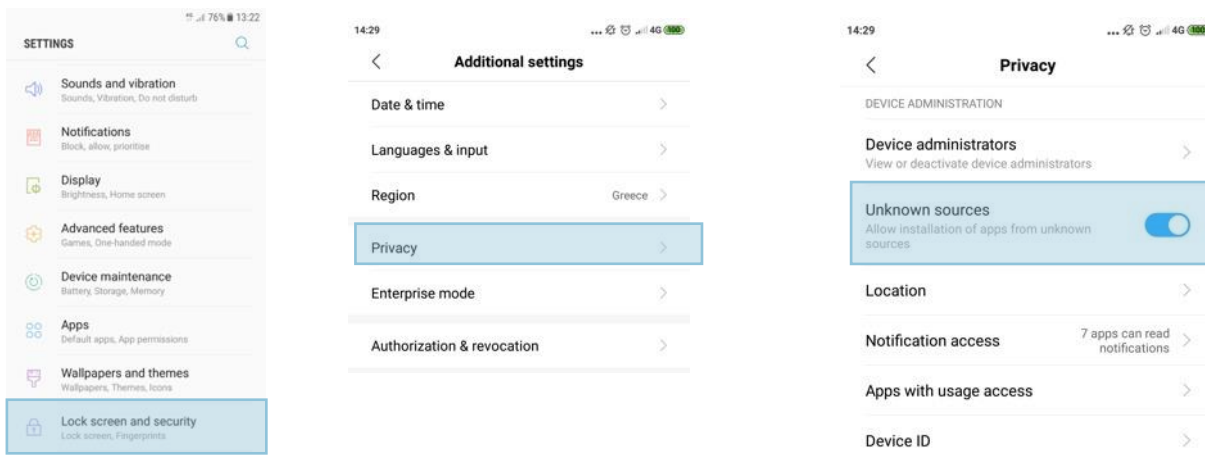 76% 13:22
SETTINGS
Sounds and vibration
Sounds, Vibration, Do not disturb
Notifications
Block, allow, prioritise
Display
Brightness, Home screen
Advanced features
Games, One-handed mode
Device maintenance
Battery, Storage, Memory
Apps
Default apps, App permissions
Wallpapers and themes
Wallpapers, Themes, Icons
Lock screen and security
Lock screen, Fingerprints
14:29 ... 4G 100
Additional settings
Date & time
Languages & input
Region Greece
Privacy
Enterprise mode
Authorization & revocation
14:29 ... 4G 100
Privacy
DEVICE ADMINISTRATION
Device administrators
View or deactivate device administrators
Unknown sources
Allow installation of apps from unknown
sources
Location
Notification access 7 apps can read
notifications
Apps with usage access
Device ID